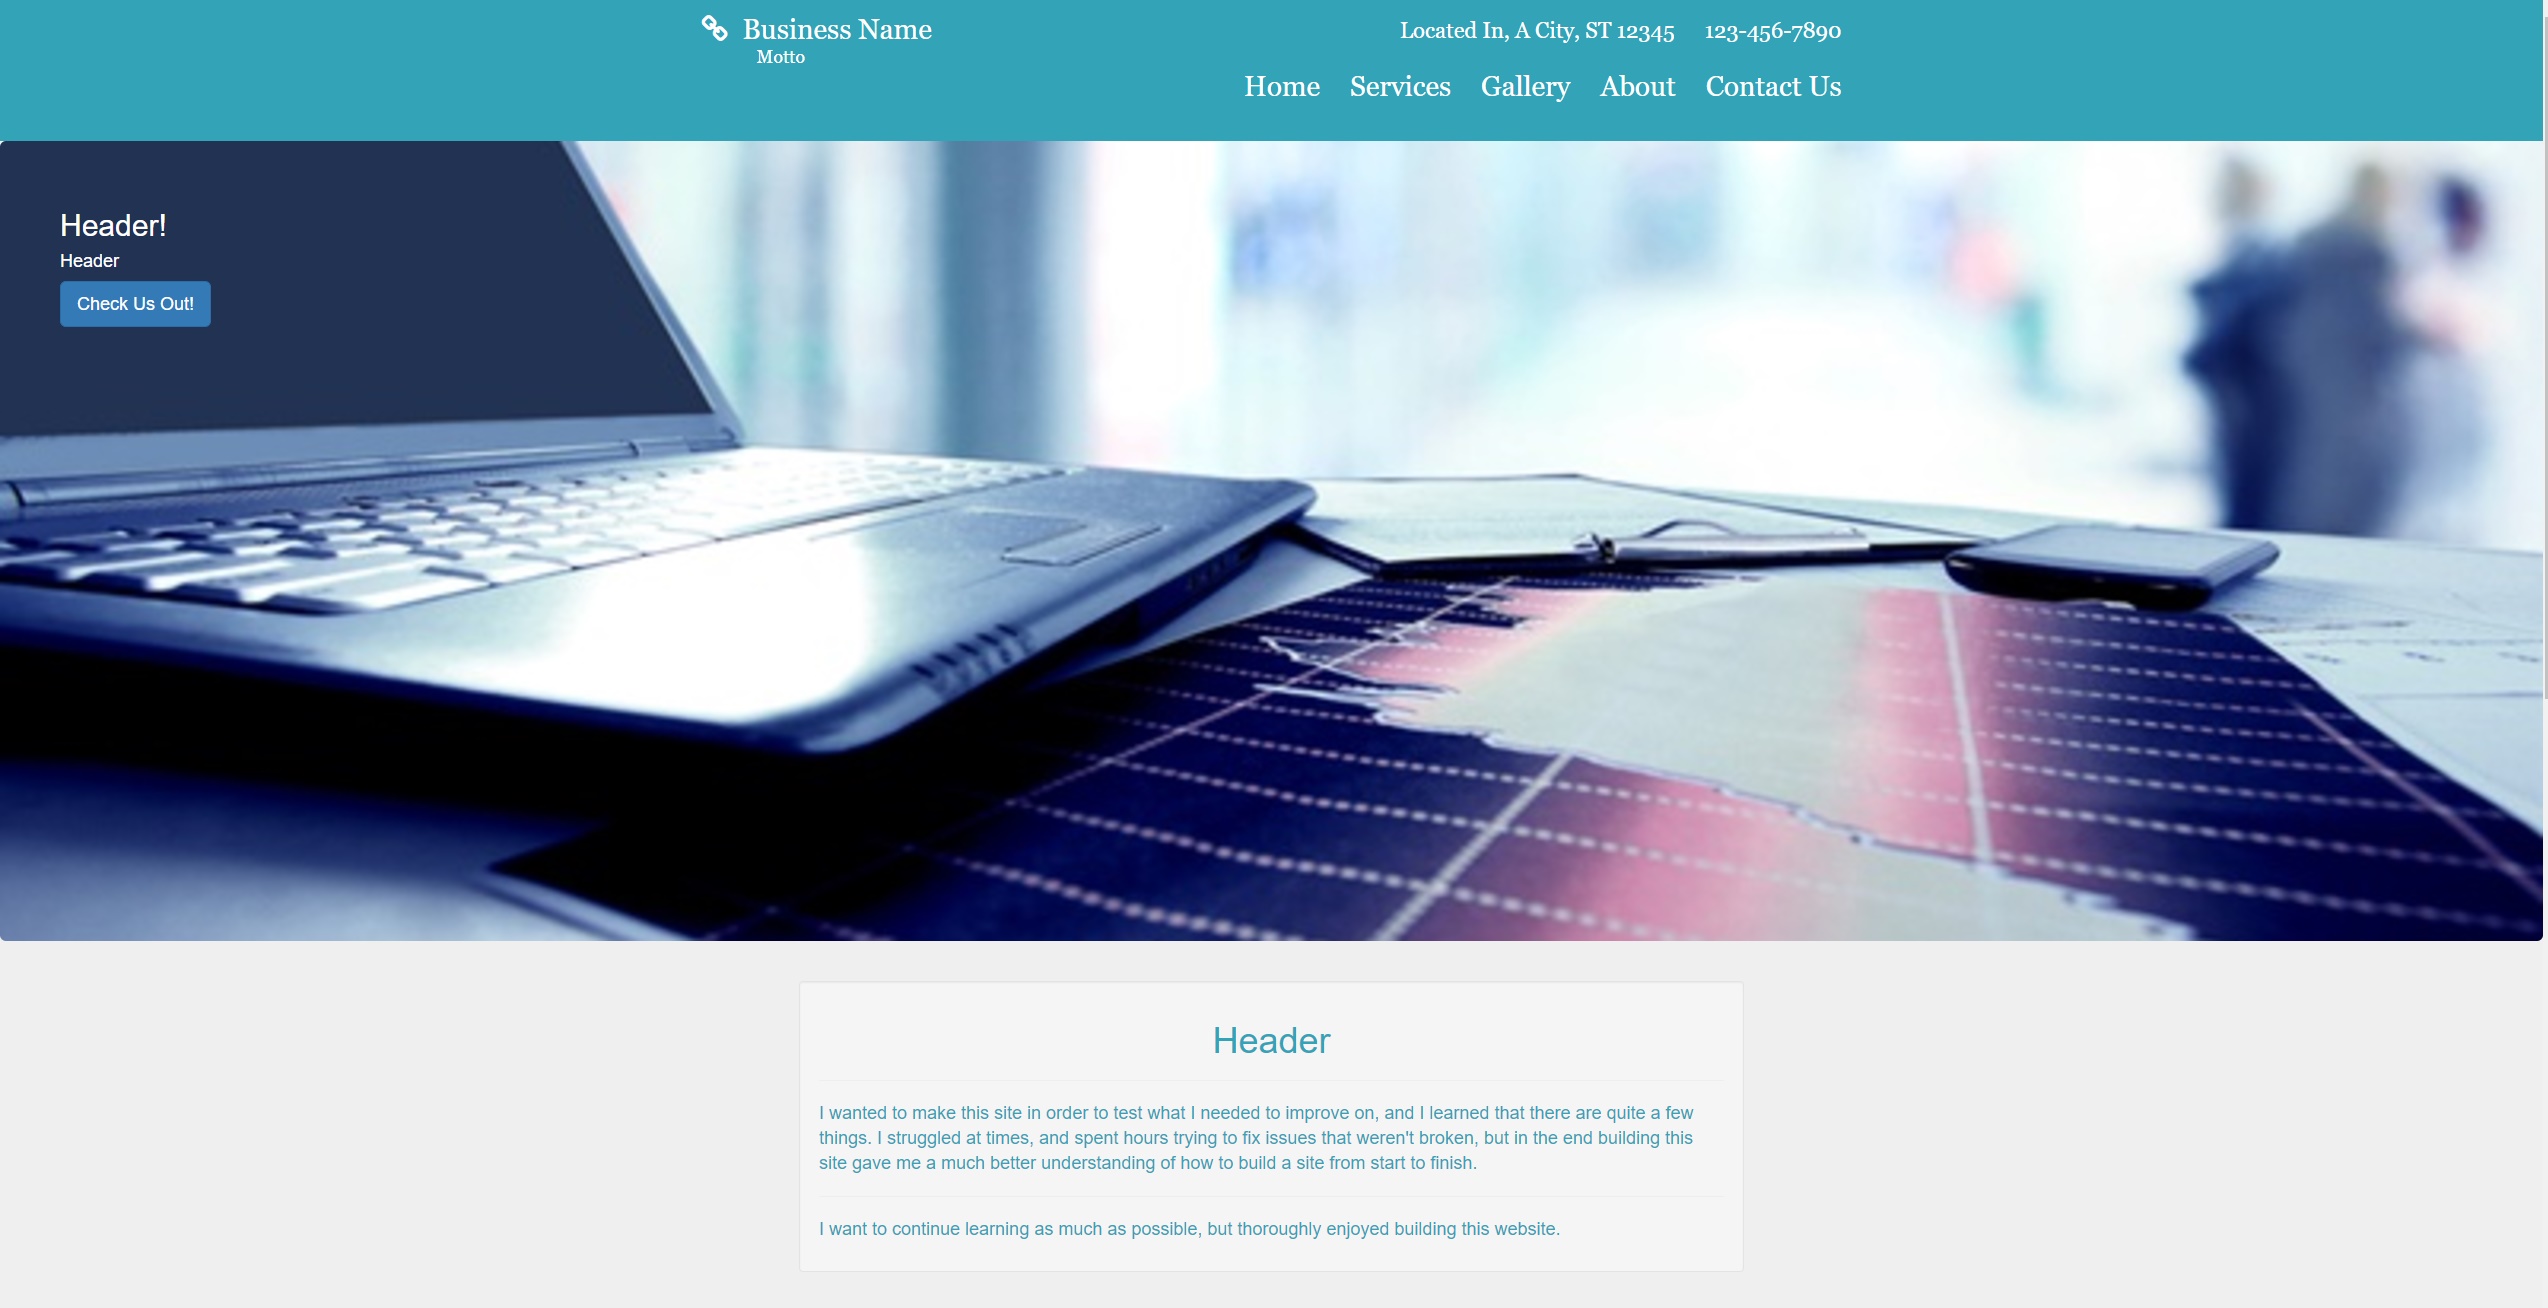 Business Name
Motto
Located In, A City, ST 12345 123-456-7890
Home Services Gallery About Contact Us
Header!
Header
Check Us Out!
Header
I wanted to make this site in order to test what I needed to improve on, and I learned that there are quite a few
things. I struggled at times, and spent hours trying to fix issues that weren't broken, but in the end building this
site gave me a much better understanding of how to build a site from start to finish.
I want to continue learning as much as possible, but thoroughly enjoyed building this website.